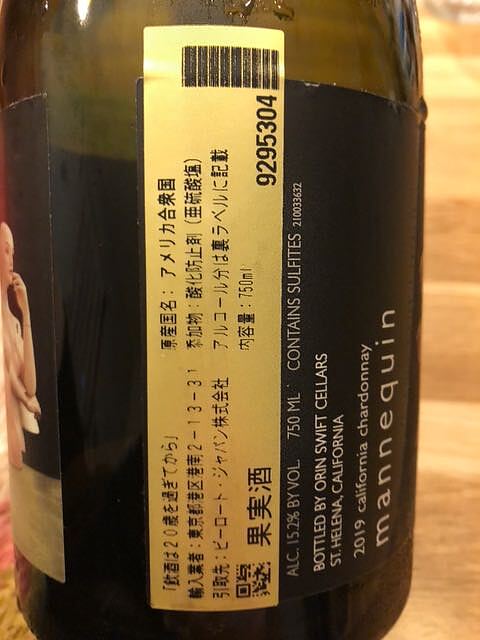 「飲酒は20歳を過ぎてから」
輸入業者：東京都港区港南2-13-31
引取先：ピーロート・ジャパン株式会社
果実酒
原産国名：アメリカ合衆国
添加物：酸化防止剤（亜硫酸塩）
アルコール分は裏ラベルに記載
内容量：750ml
9295304
ALC. 15.2% BY VOL. 750 ML CONTAINS SULFITES 210033632
BOTTLED BY ORIN SWIFT CELLARS
ST. HELENA, CALIFORNIA
2019 california chardonnay
mannequin